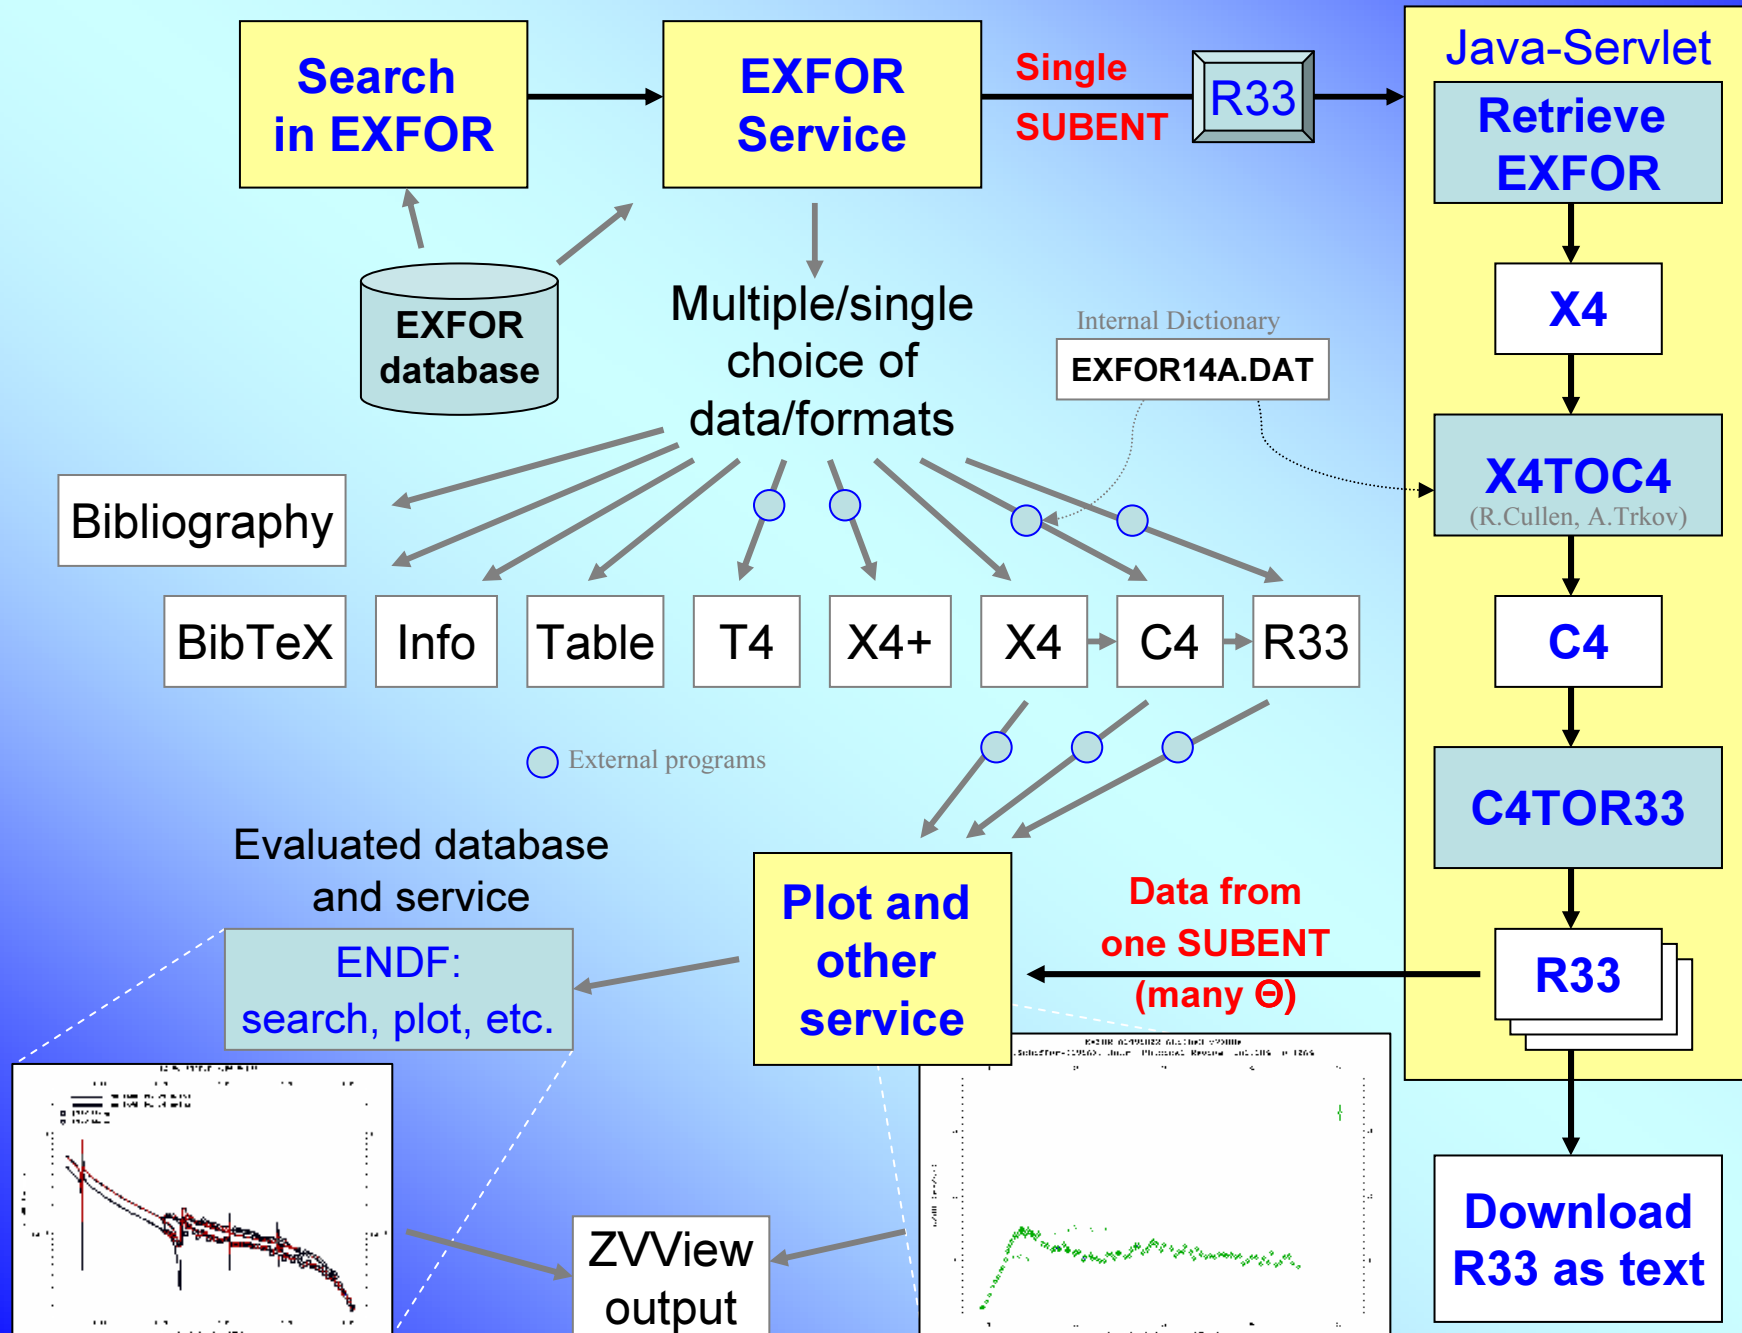 Search
in EXFOR
EXFOR
Service
Single
SUBENT
R33
Java-Servlet
Retrieve
EXFOR
X4
EXFOR
database
Multiple/single
choice of
data/formats
Internal Dictionary
EXFOR14A.DAT
X4TOC4
(R.Cullen, A.Trkov)
Bibliography
BibTeX
Info
Table
T4
X4+
X4
C4
R33
C4
External programs
C4TOR33
Evaluated database
and service
ENDF:
search, plot, etc.
Plot and
other
service
Data from
one SUBENT
(many Θ)
R33
ZVView
output
Download
R33 as text